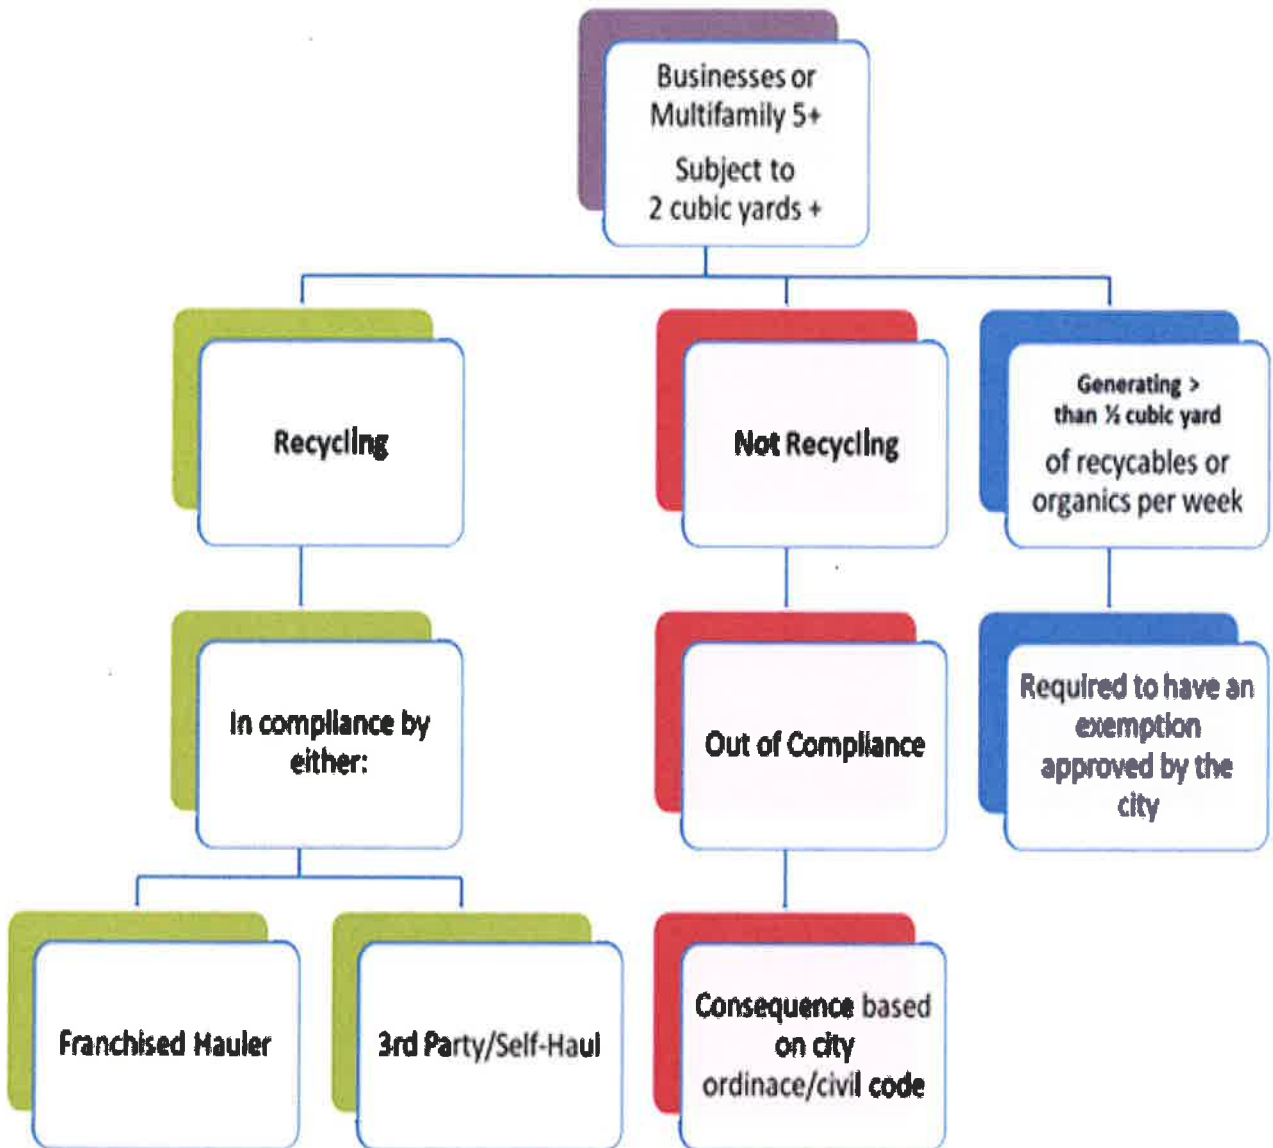 Businesses or
Multifamily 5+
Subject to
2 cubic yards +
Recycling
Not Recycling
Generating >
than ½ cubic yard
of recycables or
organics per week
In compliance by
either:
Out of Compliance
Required to have an
exemption
approved by the
city
Franchised Hauler
3rd Party/Self-Haul
Consequence based
on city
ordinace/civil code